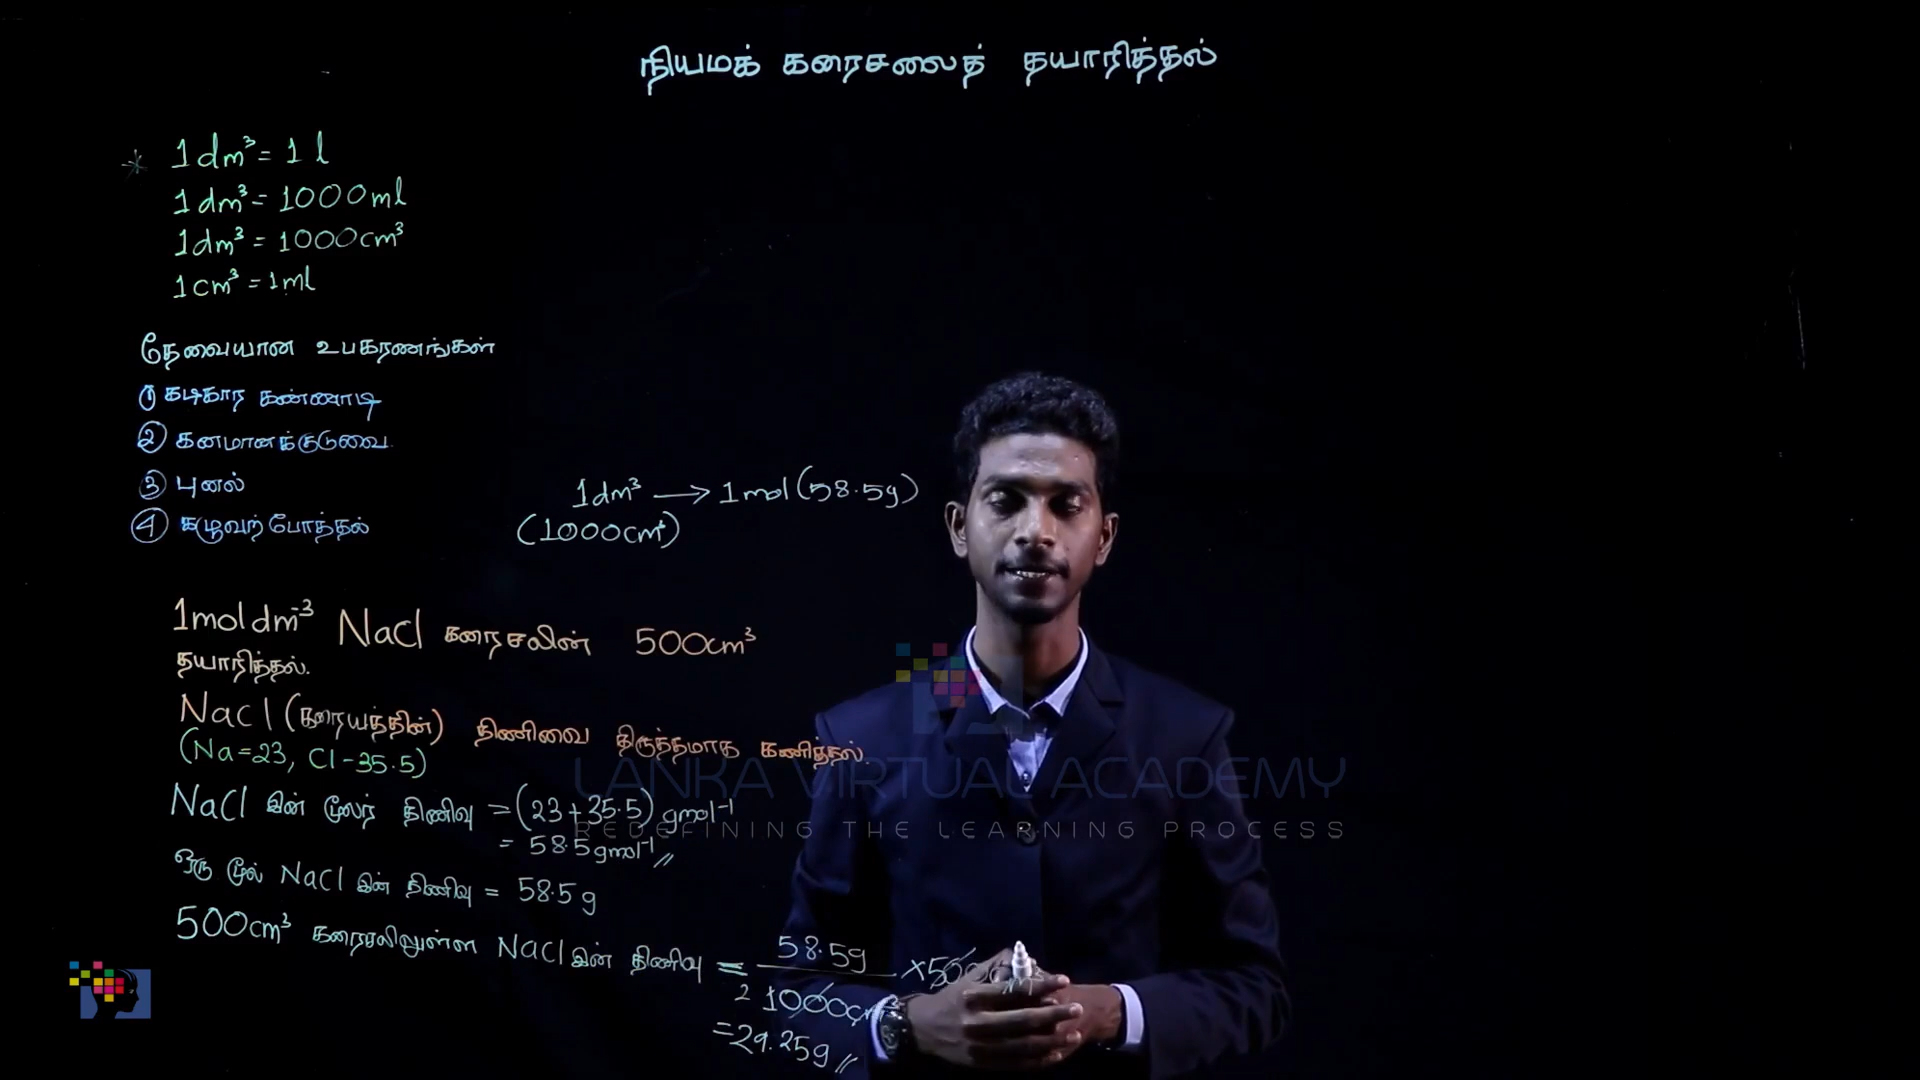 நியமக் கரைசலைத் தயாரித்தல்
* 1dm³ = 1 l
1dm³ = 1000ml
1dm³ = 1000cm³
1cm³ = 1ml
தேவையான உபகரணங்கள்
① கடிகார கண்ணாடி
② கனமானக்குடுவை.
③ புனல்
④ கழுவற்போத்தல்
1dm³ → 1mol (58.5g)
(1000cm³)
1moldm⁻³ NaCl கரைசலின் 500cm³
தயாரித்தல்.
NaCl (கரையத்தின்) திணிவை திருத்தமாக கணித்தல்.
(Na=23, Cl-35.5)
NaCl இன் மூலர் திணிவு = (23+35.5) gmol⁻¹
= 58.5gmol⁻¹//
ஒரு மூல் NaCl இன் திணிவு = 58.5g
500cm³ கரைசலிலுள்ள NaCl இன் திணிவு = 58.5g
2 1000cm³
= 29.25g //
LANKA VIRTUAL ACADEMY
REDEFINING THE LEARNING PROCESS